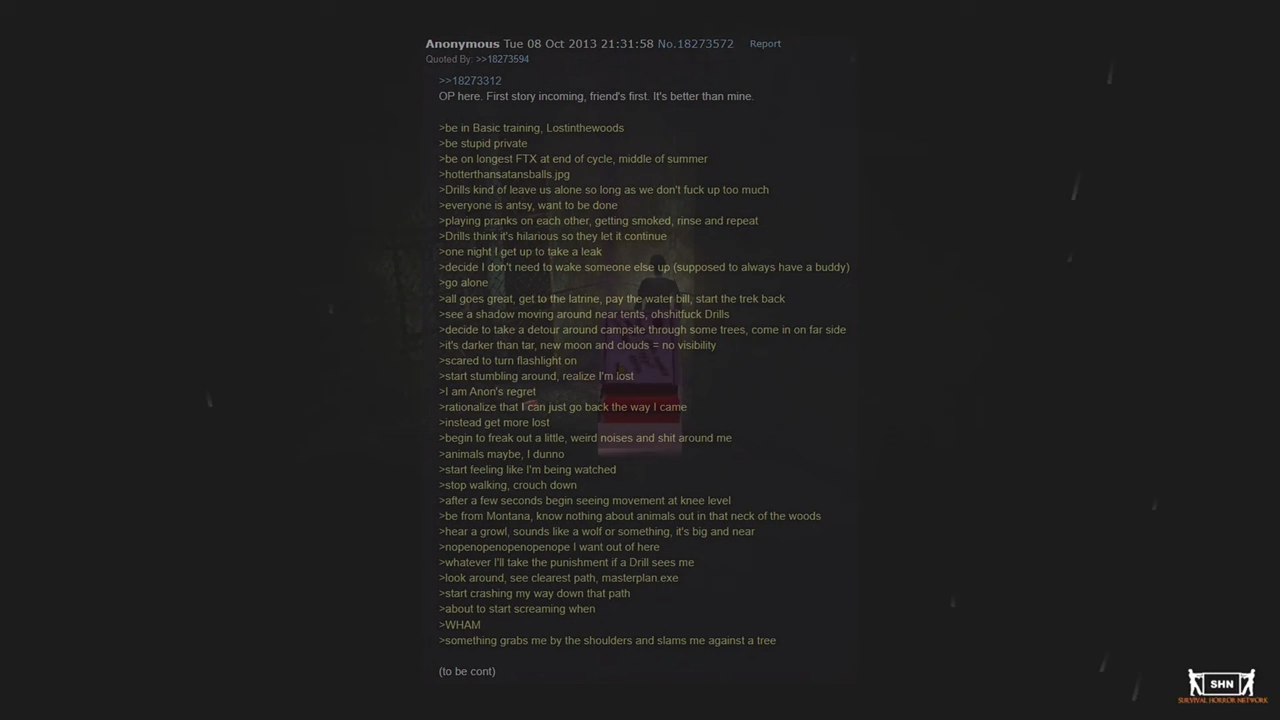 Anonymous Tue 08 Oct 2013 21:31:58 No.18273572 Report
Quoted By: >>18273594
>>18273312
OP here. First story incoming, friend's first. It's better than mine.
>be in Basic training, Lostinthewoods
>be stupid private
>be on longest FTX at end of cycle, middle of summer
>hotterthansatansballs.jpg
>Drills kind of leave us alone so long as we don't fuck up too much
>everyone is antsy, want to be done
>playing pranks on each other, getting smoked, rinse and repeat
>Drills think it's hilarious so they let it continue
>one night I get up to take a leak
>decide I don't need to wake someone else up (supposed to always have a buddy)
>go alone
>all goes great, get to the latrine, pay the water bill, start the trek back
>see a shadow moving around near tents, ohshitfuck Drills
>decide to take a detour around campsite through some trees, come in on far side
>it's darker than tar, new moon and clouds = no visibility
>scared to turn flashlight on
>start stumbling around, realize I'm lost
>I am Anon's regret
>rationalize that I can just go back the way I came
>instead get more lost
>begin to freak out a little, weird noises and shit around me
>animals maybe, I dunno
>start feeling like I'm being watched
>stop walking, crouch down
>after a few seconds begin seeing movement at knee level
>be from Montana, know nothing about animals out in that neck of the woods
>hear a growl, sounds like a wolf or something, it's big and near
>nopenopenopenopenope I want out of here
>whatever I'll take the punishment if a Drill sees me
>look around, see clearest path, masterplan.exe
>start crashing my way down that path
>about to start screaming when
>WHAM
>something grabs me by the shoulders and slams me against a tree
(to be cont)
SHN
SURVIVAL HORROR NETWORK